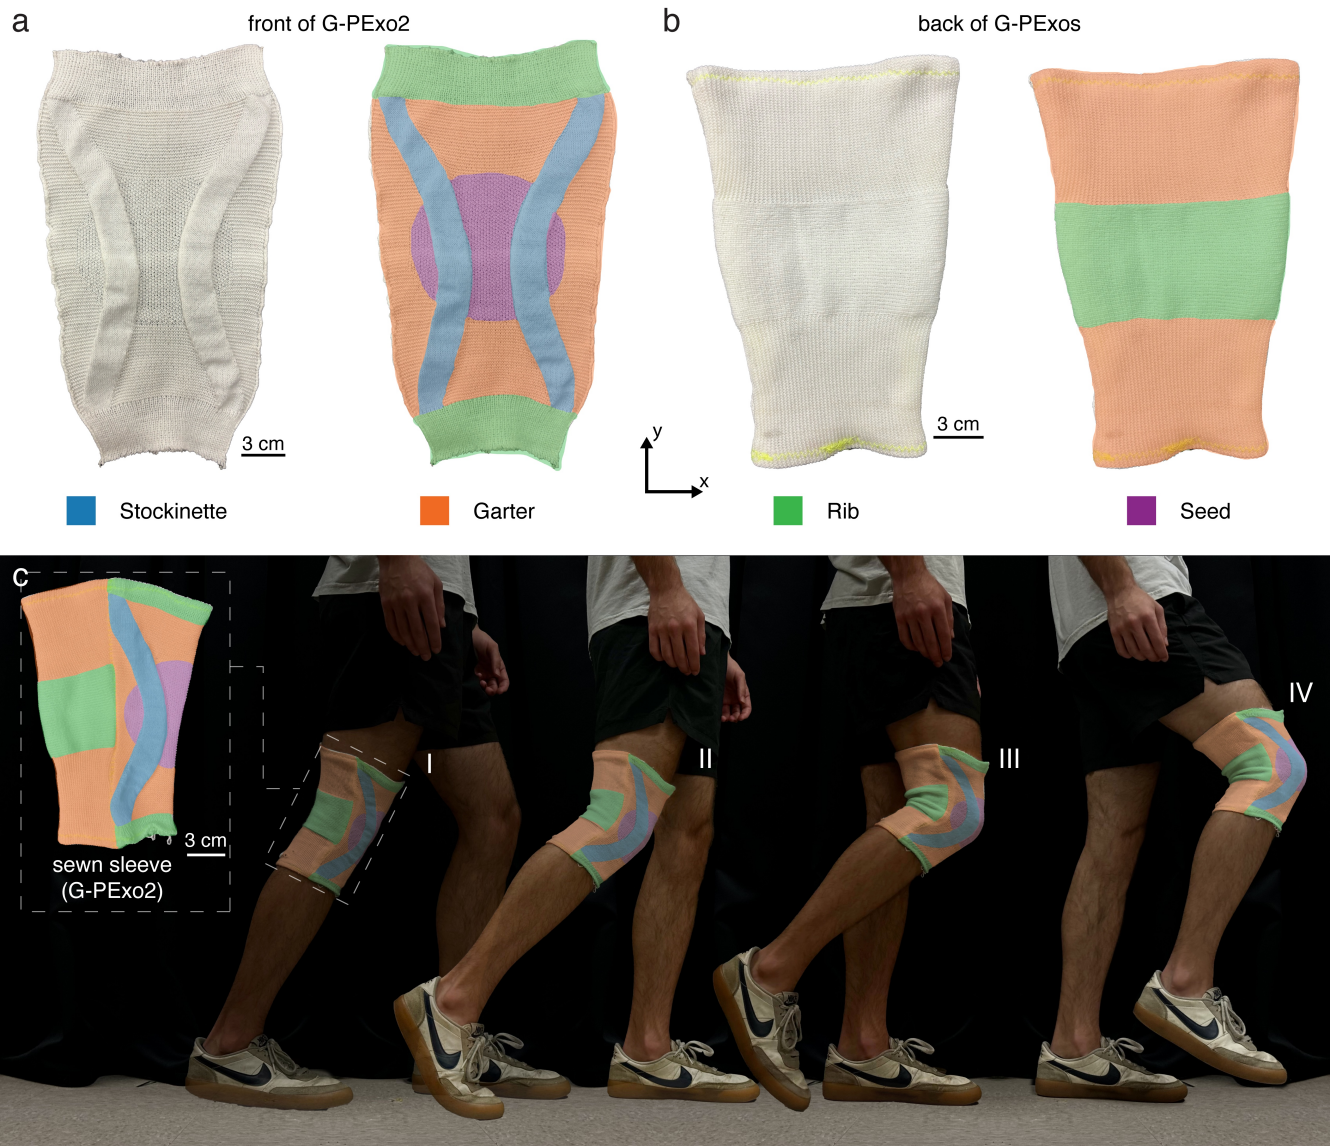 a
front of G-PExo2
b
back of G-PExos
3 cm
3 cm
y
x
Stockinette
Garter
Rib
Seed
c
3 cm
sewn sleeve
(G-PExo2)
I
II
III
IV